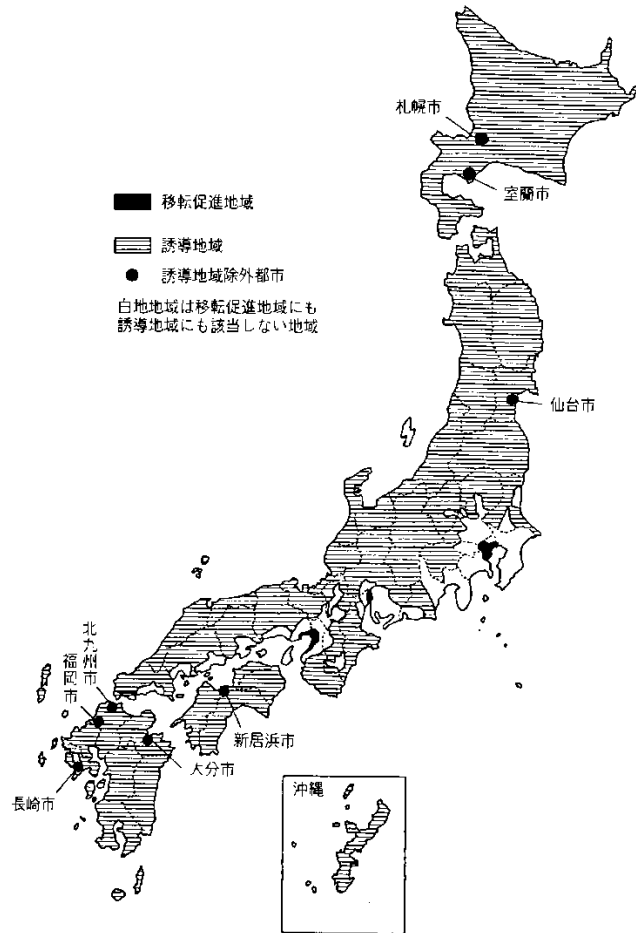 札幌市
室蘭市
移転促進地域
誘導地域
誘導地域除外都市
白地地域は移転促進地域にも
誘導地域にも該当しない地域
仙台市
北九州市
福岡市
新居浜市
大分市
長崎市
沖縄